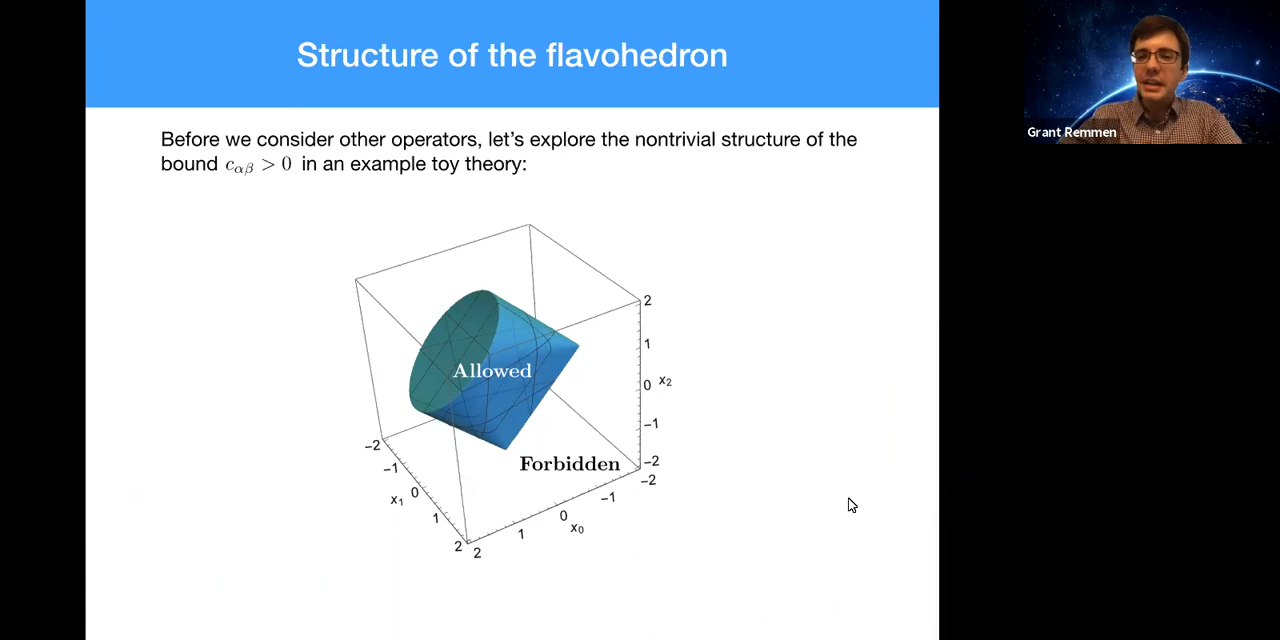 Structure of the flavohedron
Grant Remmen
Before we consider other operators, let's explore the nontrivial structure of the
bound c_{αβ} > 0 in an example toy theory:
2
1
0 x₂
-1
-2
Allowed
Forbidden
-2
-1
0
x₁
1
2
2
1
0
x₀
-1
-2